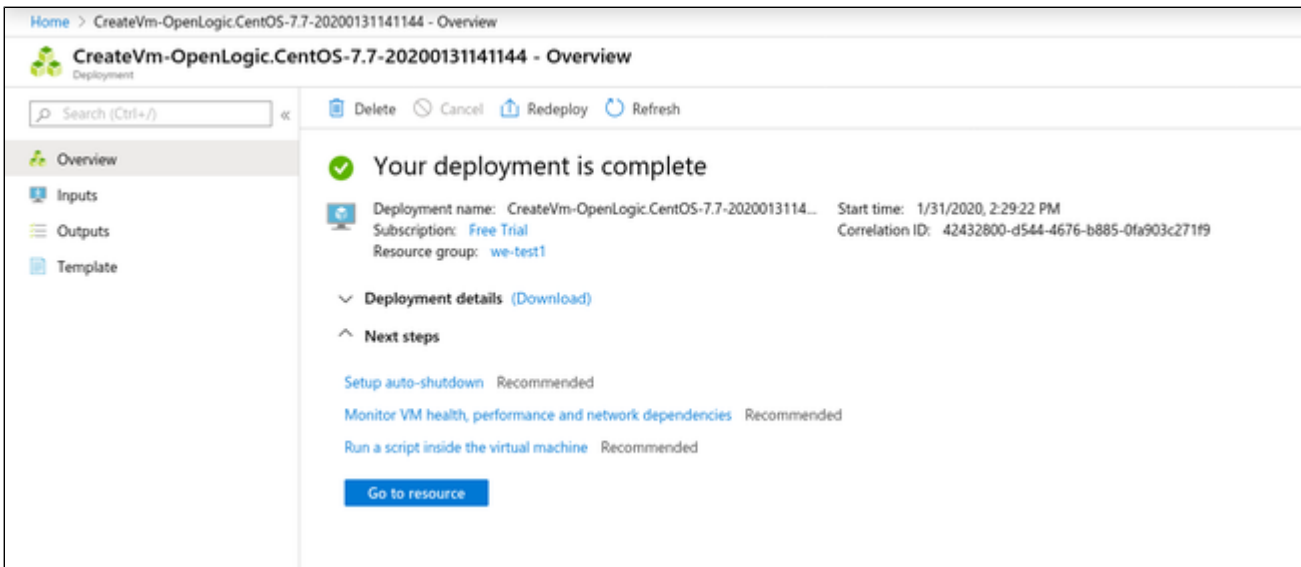 Home > CreateVm-OpenLogic.CentOS-7.7-20200131141144 - Overview
CreateVm-OpenLogic.CentOS-7.7-20200131141144 - Overview
Deployment
Search (Ctrl+/)
«
Delete Cancel Redeploy Refresh
Overview
Inputs
Outputs
Template
Your deployment is complete
Deployment name: CreateVm-OpenLogic.CentOS-7.7-2020013114... Start time: 1/31/2020, 2:29:22 PM
Subscription: Free Trial Correlation ID: 42432800-d544-4676-b885-0fa903c271f9
Resource group: we-test1
Deployment details (Download)
Next steps
Setup auto-shutdown Recommended
Monitor VM health, performance and network dependencies Recommended
Run a script inside the virtual machine Recommended
Go to resource